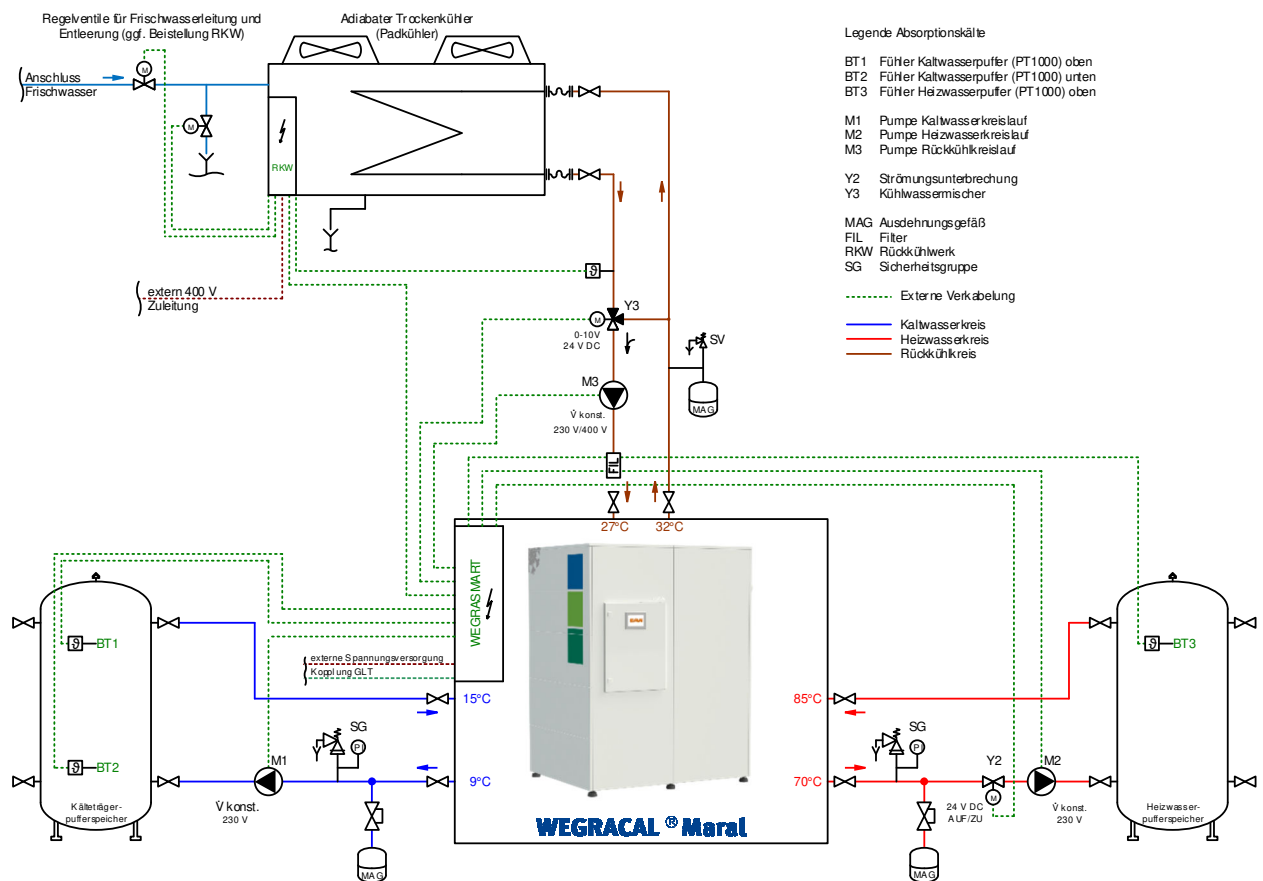 Regelventile für Frischwasserleitung und
Entleerung (ggf. Beistellung RKW)
Adiabater Trockenkühler
(Padkühler)
Anschluss
Frischwasser
M
M
RKW
extern 400 V
Zuleitung
ϑ
M
Y3
0-10V
24 V DC
SV
MAG
M3
V̇ konst.
230 V/400 V
FIL
27°C
32°C
Legende Absorptionskälte
BT1 Fühler Kaltwasserpuffer (PT1000) oben
BT2 Fühler Kaltwasserpuffer (PT1000) unten
BT3 Fühler Heizwasserpuffer (PT1000) oben
M1 Pumpe Kaltwasserkreislauf
M2 Pumpe Heizwasserkreislauf
M3 Pumpe Rückkühlkreislauf
Y2 Strömungsunterbrechung
Y3 Kühlwassermischer
MAG Ausdehnungsgefäß
FIL Filter
RKW Rückkühlwerk
SG Sicherheitsgruppe
Externe Verkabelung
Kaltwasserkreis
Heizwasserkreis
Rückkühlkreis
WEGRASMART
externe Spannungsversorgung
Kopplung GLT
ϑ BT1
ϑ BT2
Kälteträger-
pufferspeicher
15°C
9°C
M1
V̇ konst.
230 V
SG
P
MAG
WEGRACAL ® Maral
85°C
70°C
SG
P
MAG
Y2
M
24 V DC
AUF/ZU
M2
V̇ konst.
230 V
ϑ BT3
Heizwasser-
pufferspeicher